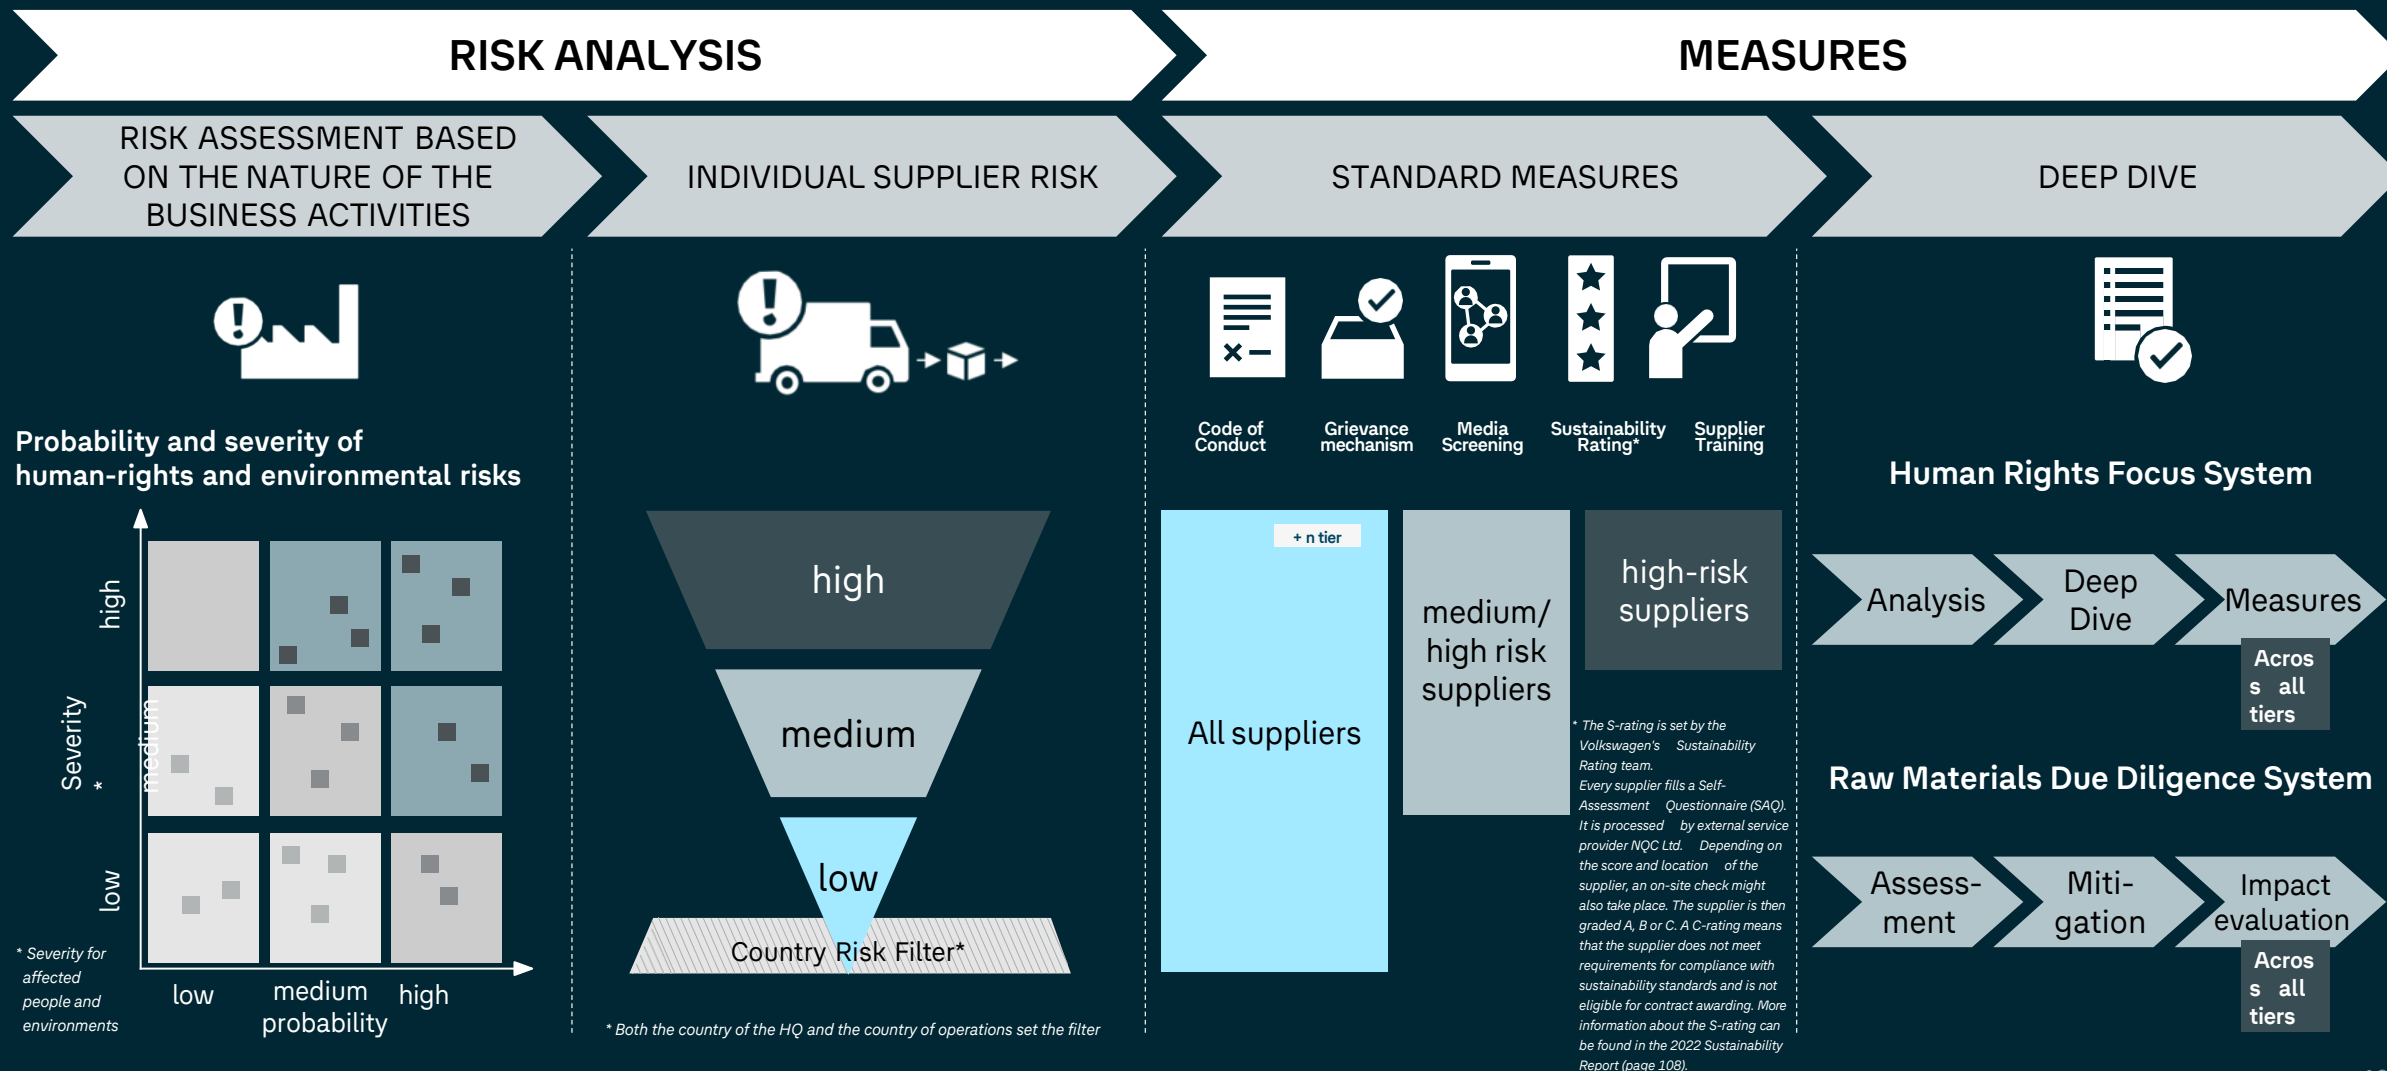 RISK ANALYSIS
MEASURES
RISK ASSESSMENT BASED
ON THE NATURE OF THE
BUSINESS ACTIVITIES
INDIVIDUAL SUPPLIER RISK
STANDARD MEASURES
DEEP DIVE
Probability and severity of
human-rights and environmental risks
high
Severity
*
medium
low
low
medium
high
probability
* Severity for
affected
people and
environments
high
medium
low
Country Risk Filter*
* Both the country of the HQ and the country of operations set the filter
Code of
Conduct
Grievance
mechanism
Media
Screening
Sustainability
Rating*
Supplier
Training
+ n tier
All suppliers
medium/
high risk
suppliers
high-risk
suppliers
* The S-rating is set by the
Volkswagen's Sustainability
Rating team.
Every supplier fills a Self-
Assessment Questionnaire (SAQ).
It is processed by external service
provider NQC Ltd. Depending on
the score and location of the
supplier, an on-site check might
also take place. The supplier is then
graded A, B or C. A C-rating means
that the supplier does not meet
requirements for compliance with
sustainability standards and is not
eligible for contract awarding. More
information about the S-rating can
be found in the 2022 Sustainability
Report (page 108).
Human Rights Focus System
Analysis
Deep
Dive
Measures
Acros
s all
tiers
Raw Materials Due Diligence System
Assess-
ment
Miti-
gation
Impact
evaluation
Acros
s all
tiers